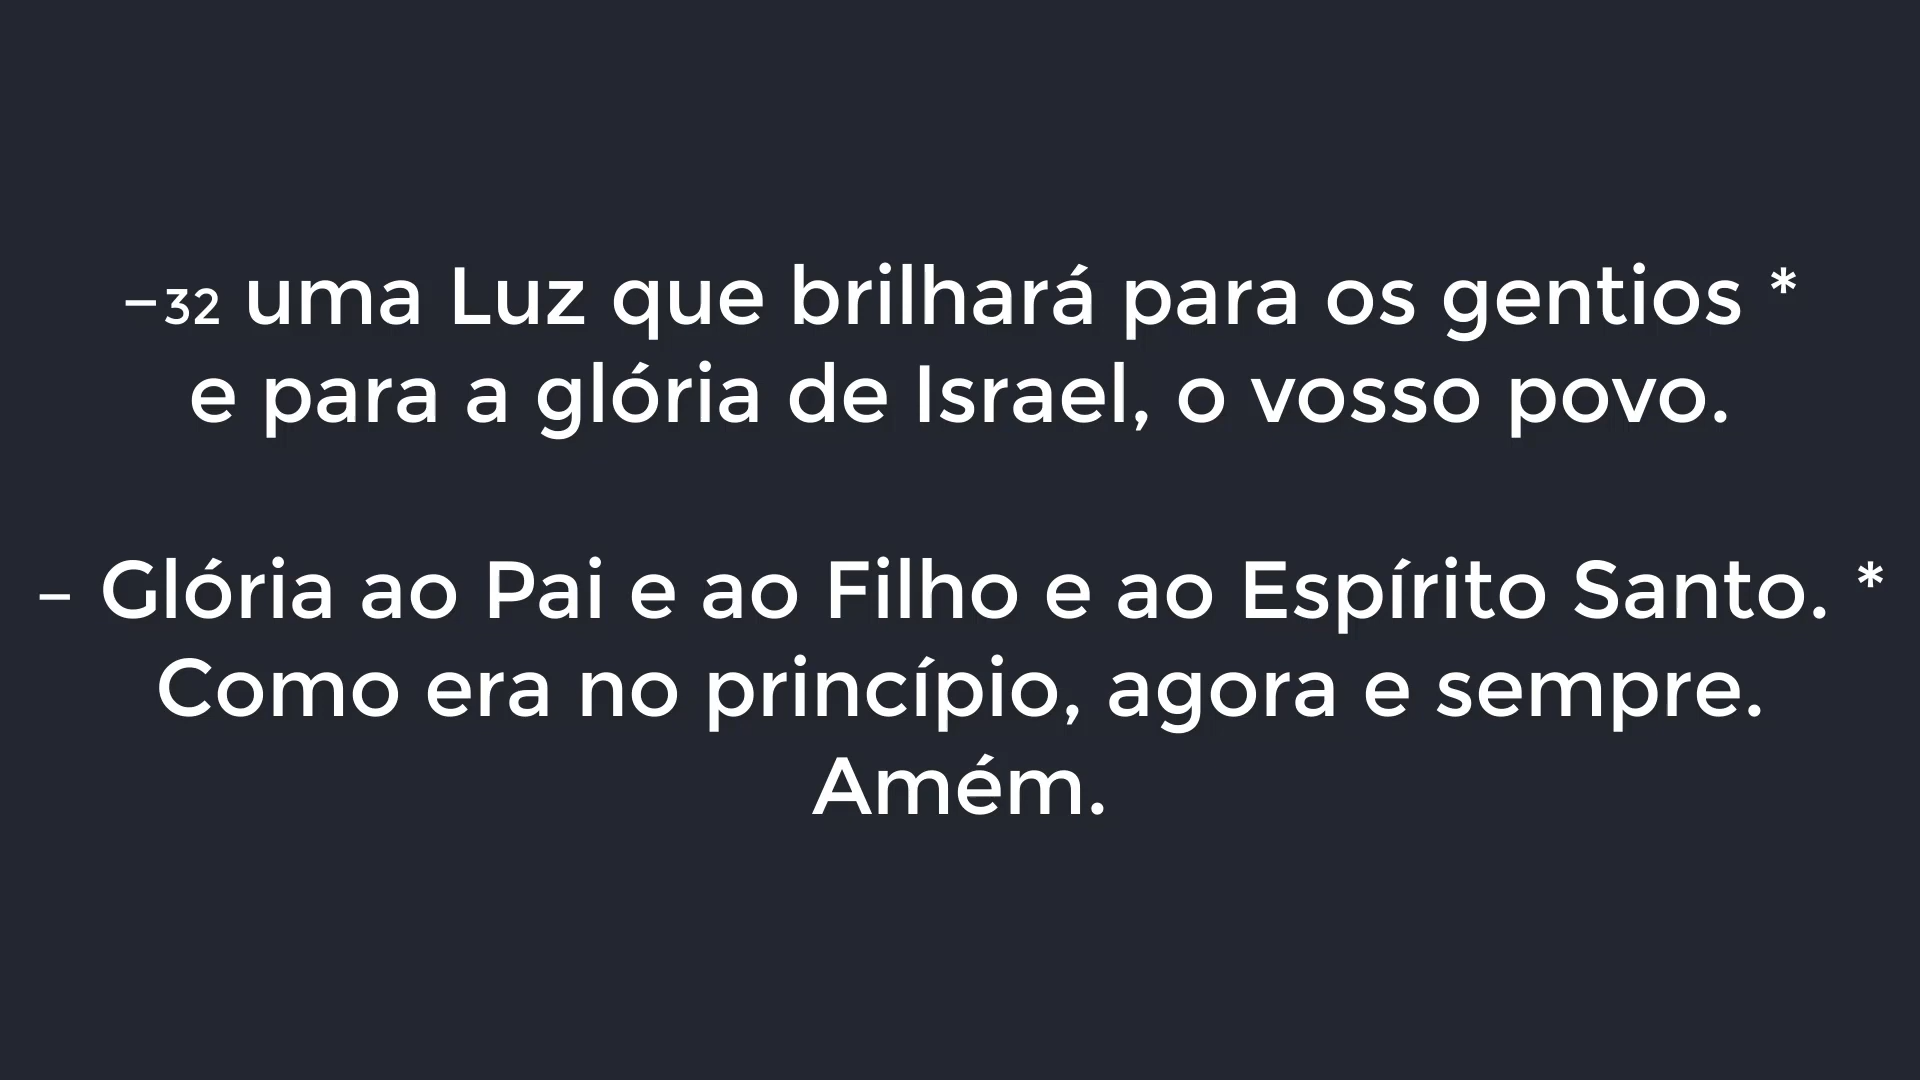 –32 uma Luz que brilhará para os gentios *
e para a glória de Israel, o vosso povo.
– Glória ao Pai e ao Filho e ao Espírito Santo. *
Como era no princípio, agora e sempre.
Amém.